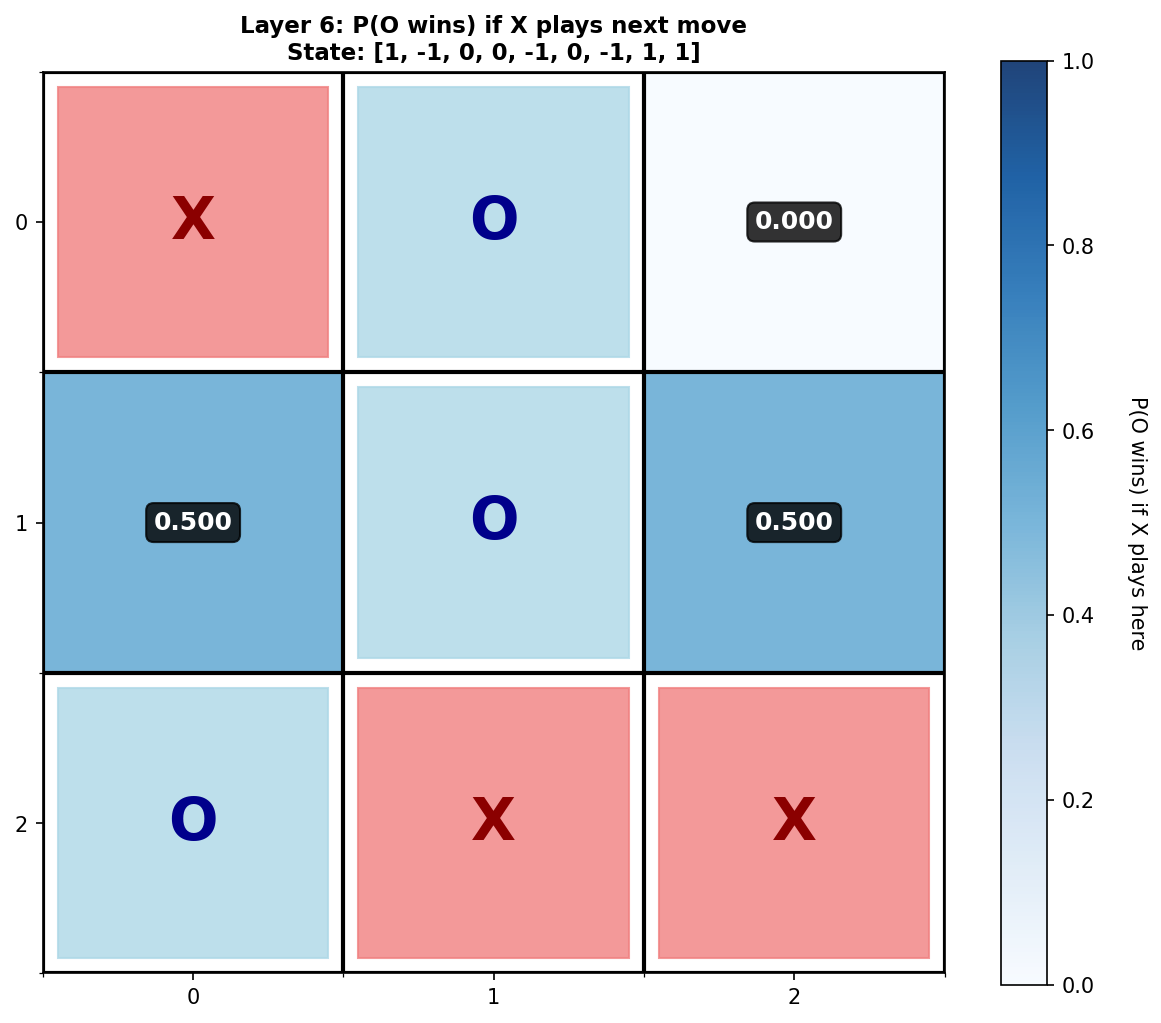 Layer 6: P(O wins) if X plays next move
State: [1, -1, 0, 0, -1, 0, -1, 1, 1]
X
O
0.000
0.500
O
0.500
O
X
X
0
1
2
0
1
2
1.0
0.8
0.6
0.4
0.2
0.0
P(O wins) if X plays here